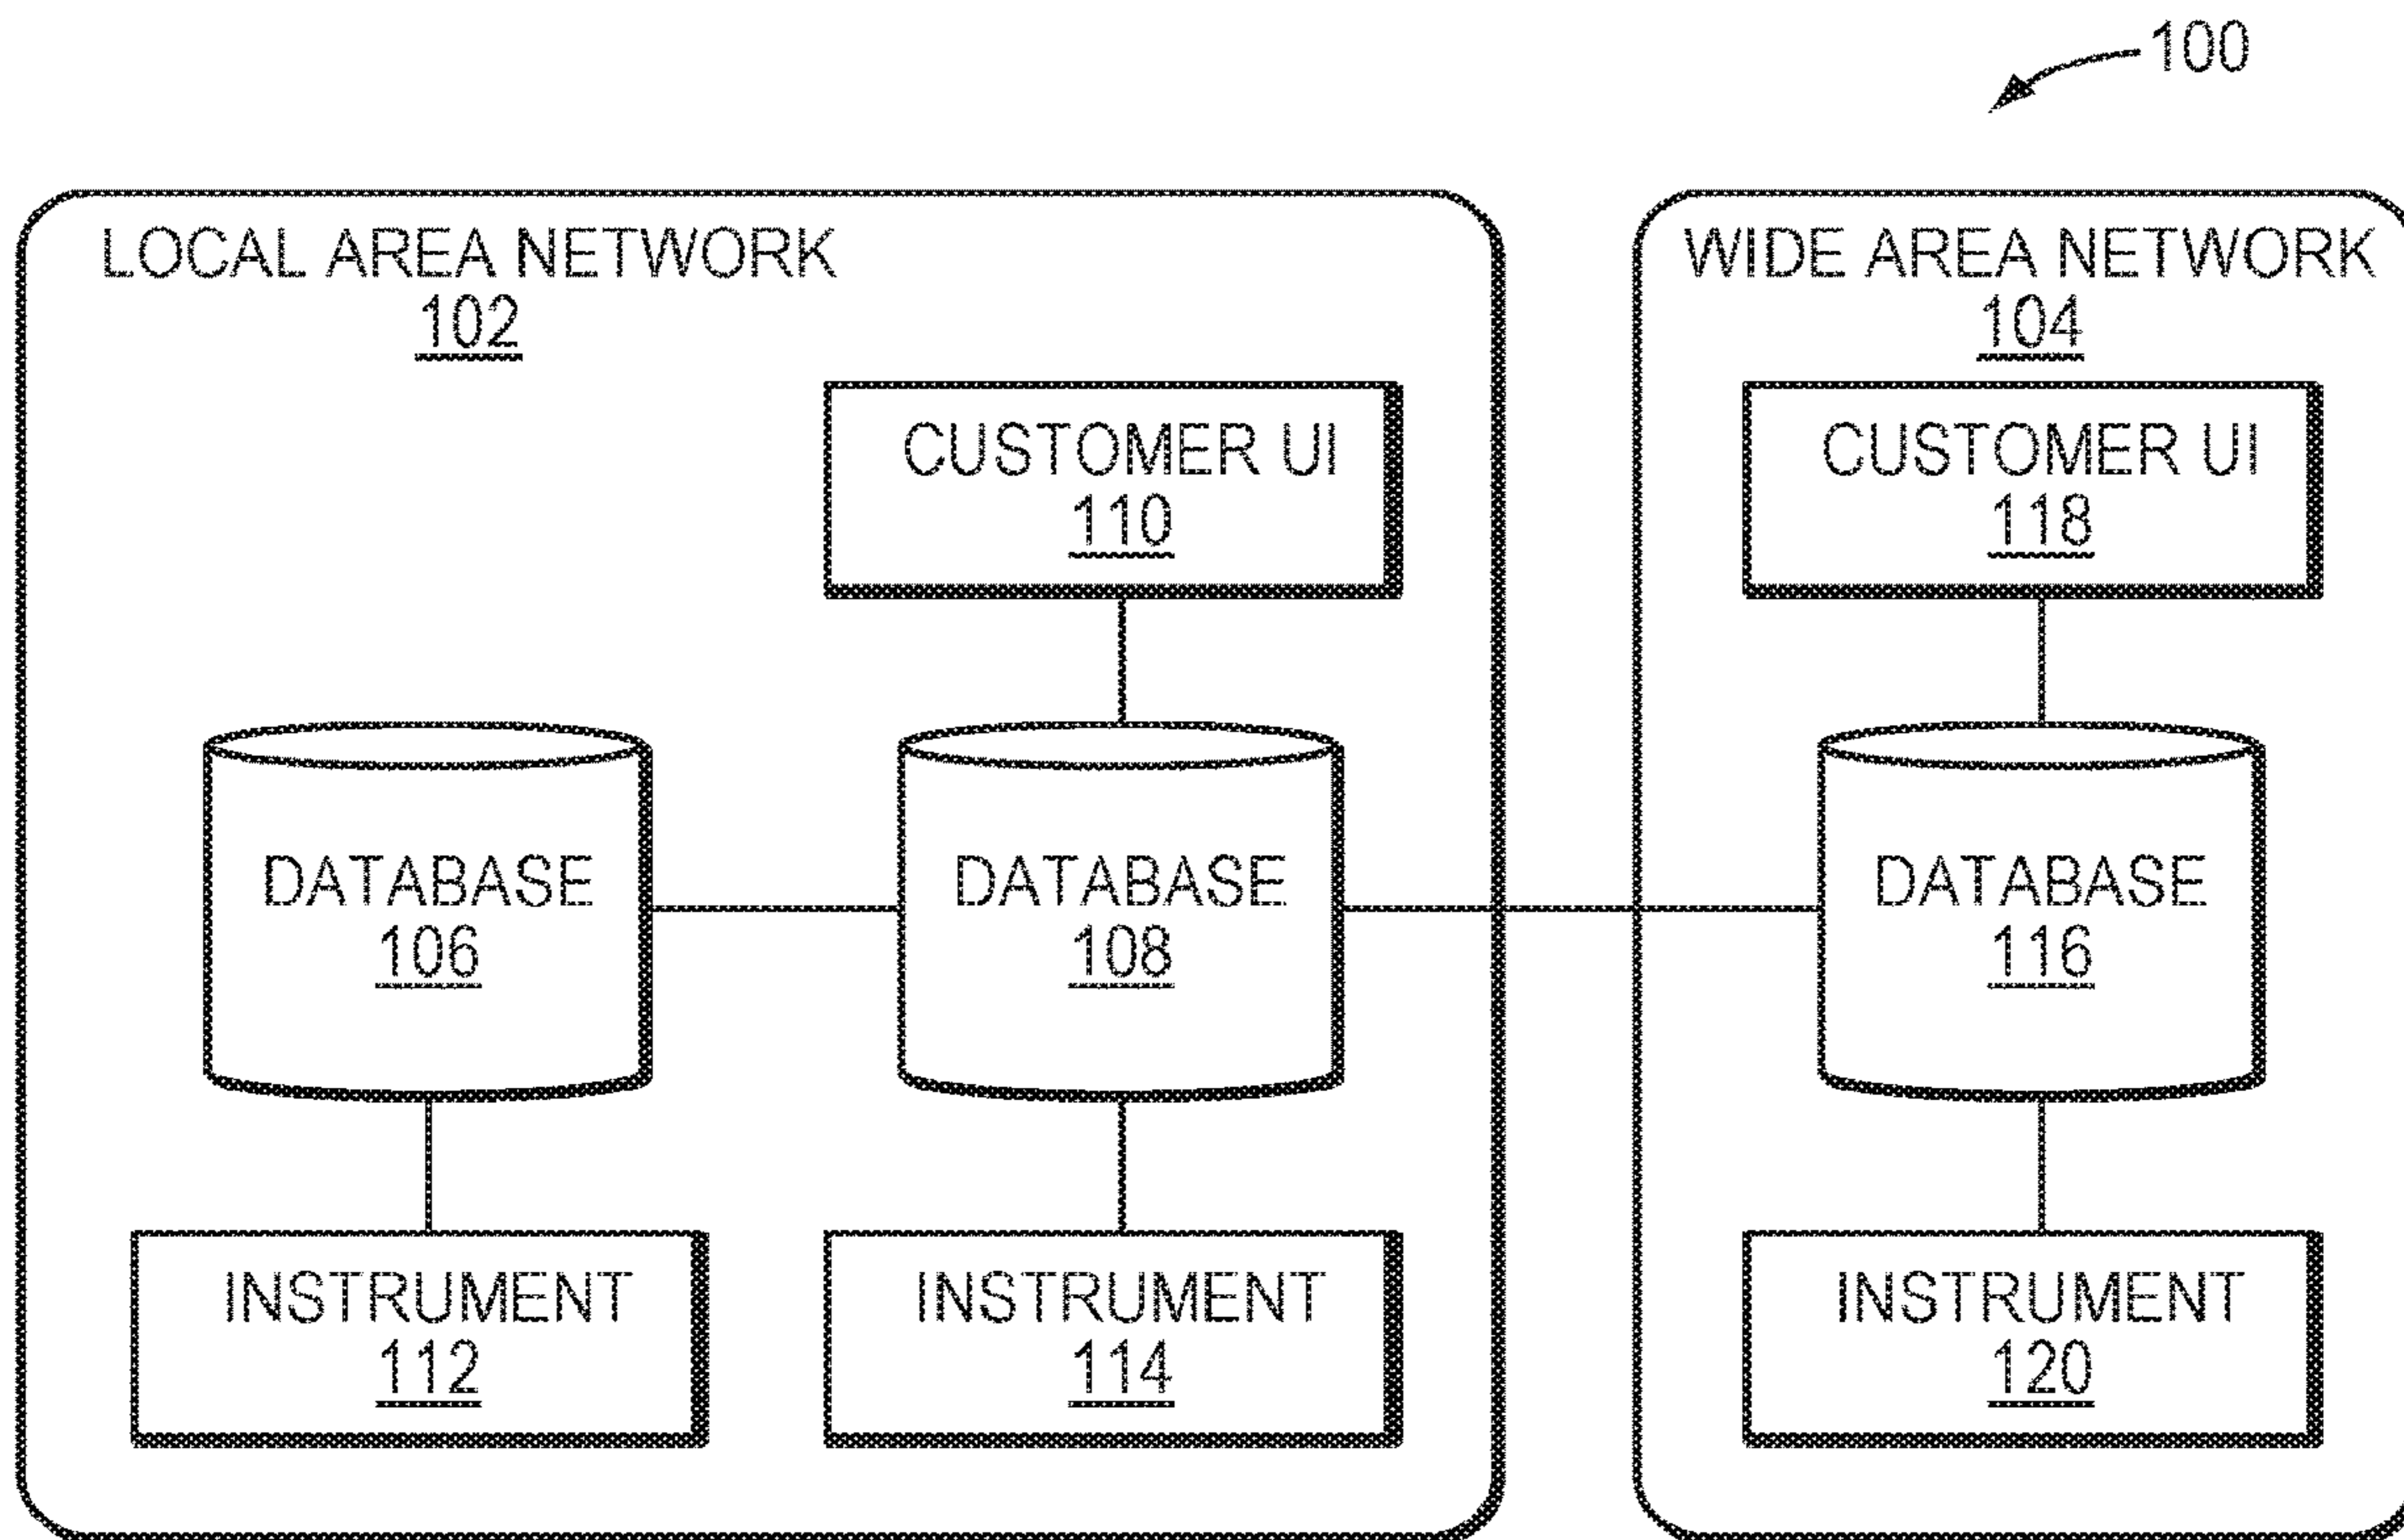 100
LOCAL AREA NETWORK
102
WIDE AREA NETWORK
104
CUSTOMER UI
110
CUSTOMER UI
118
DATABASE
106
DATABASE
108
DATABASE
116
INSTRUMENT
112
INSTRUMENT
114
INSTRUMENT
120